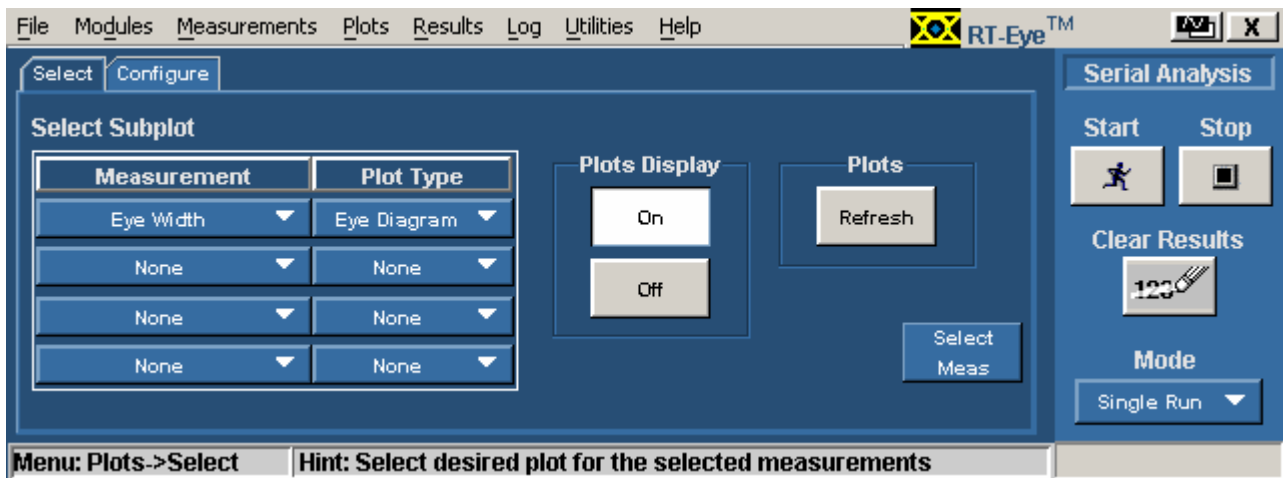 File Modules Measurements Plots Results Log Utilities Help RT-Eye™ X
Select Configure
Serial Analysis
Select Subplot
Start Stop
Measurement Plot Type
Plots Display
Plots
Eye Width Eye Diagram
On
Refresh
Clear Results
None None
Off
123
None None
Select
Meas
None None
Mode
Single Run
Menu: Plots->Select Hint: Select desired plot for the selected measurements